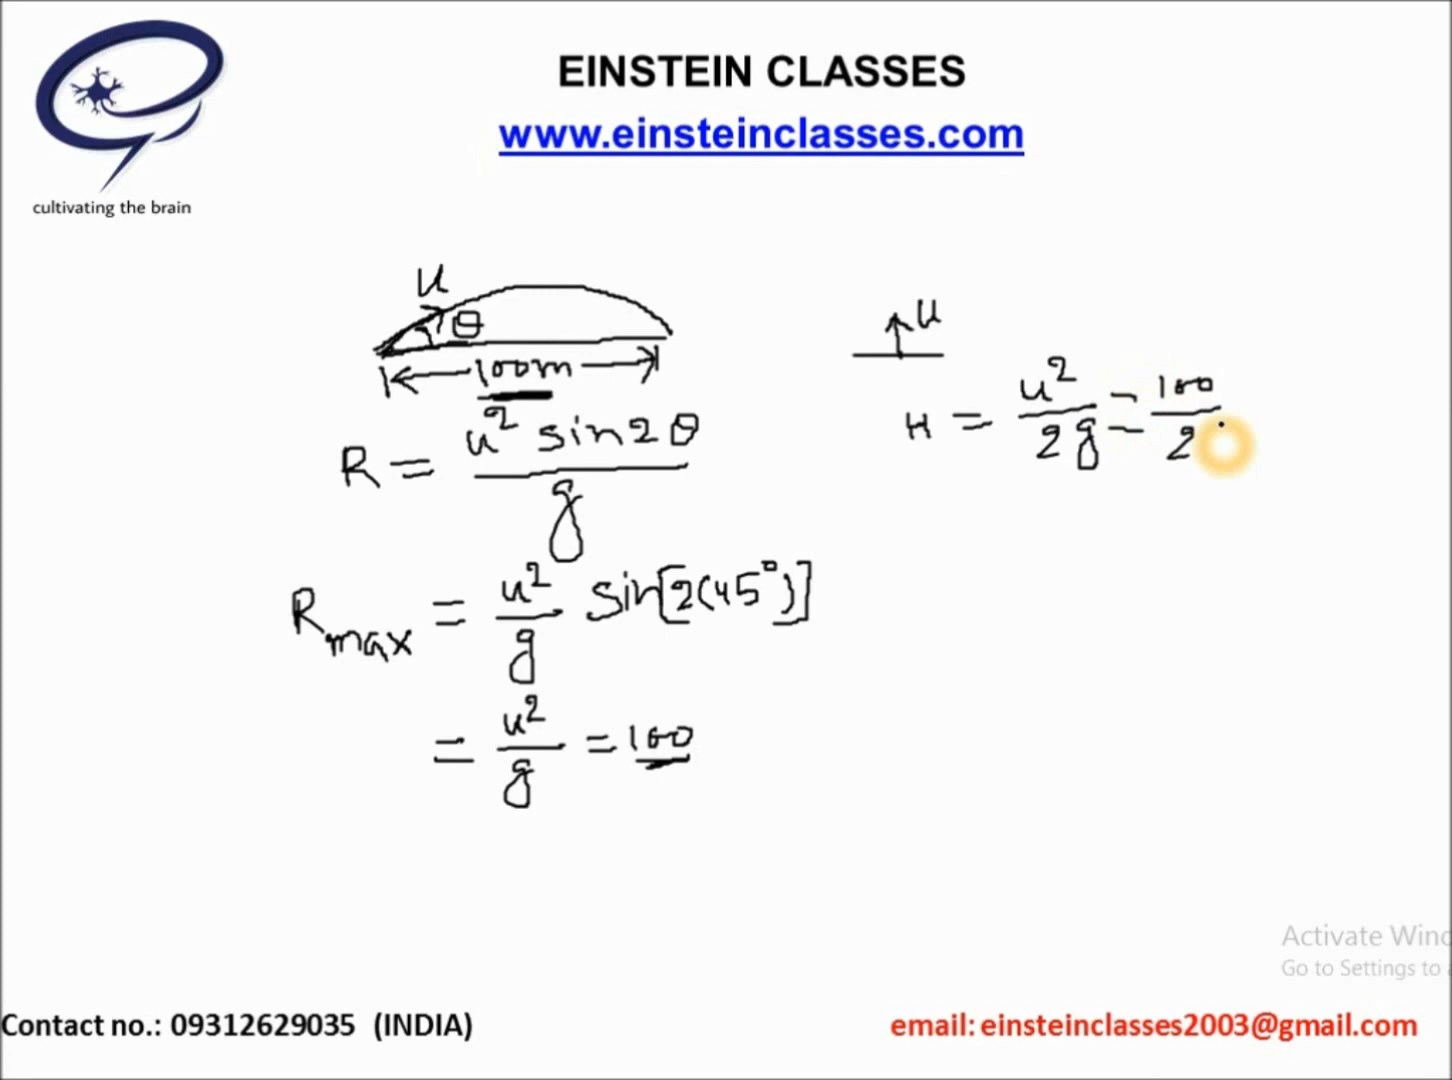 EINSTEIN CLASSES
www.einsteinclasses.com
cultivating the brain
u
θ
100m
R = u² sin2θ / g
R max = u² / g sin[2(45°)]
= u² / g = 100
u
H = u² / 2g = 100 / 2
Activate Wind
Go to Settings to
Contact no.: 09312629035 (INDIA)
email: einsteinclasses2003@gmail.com